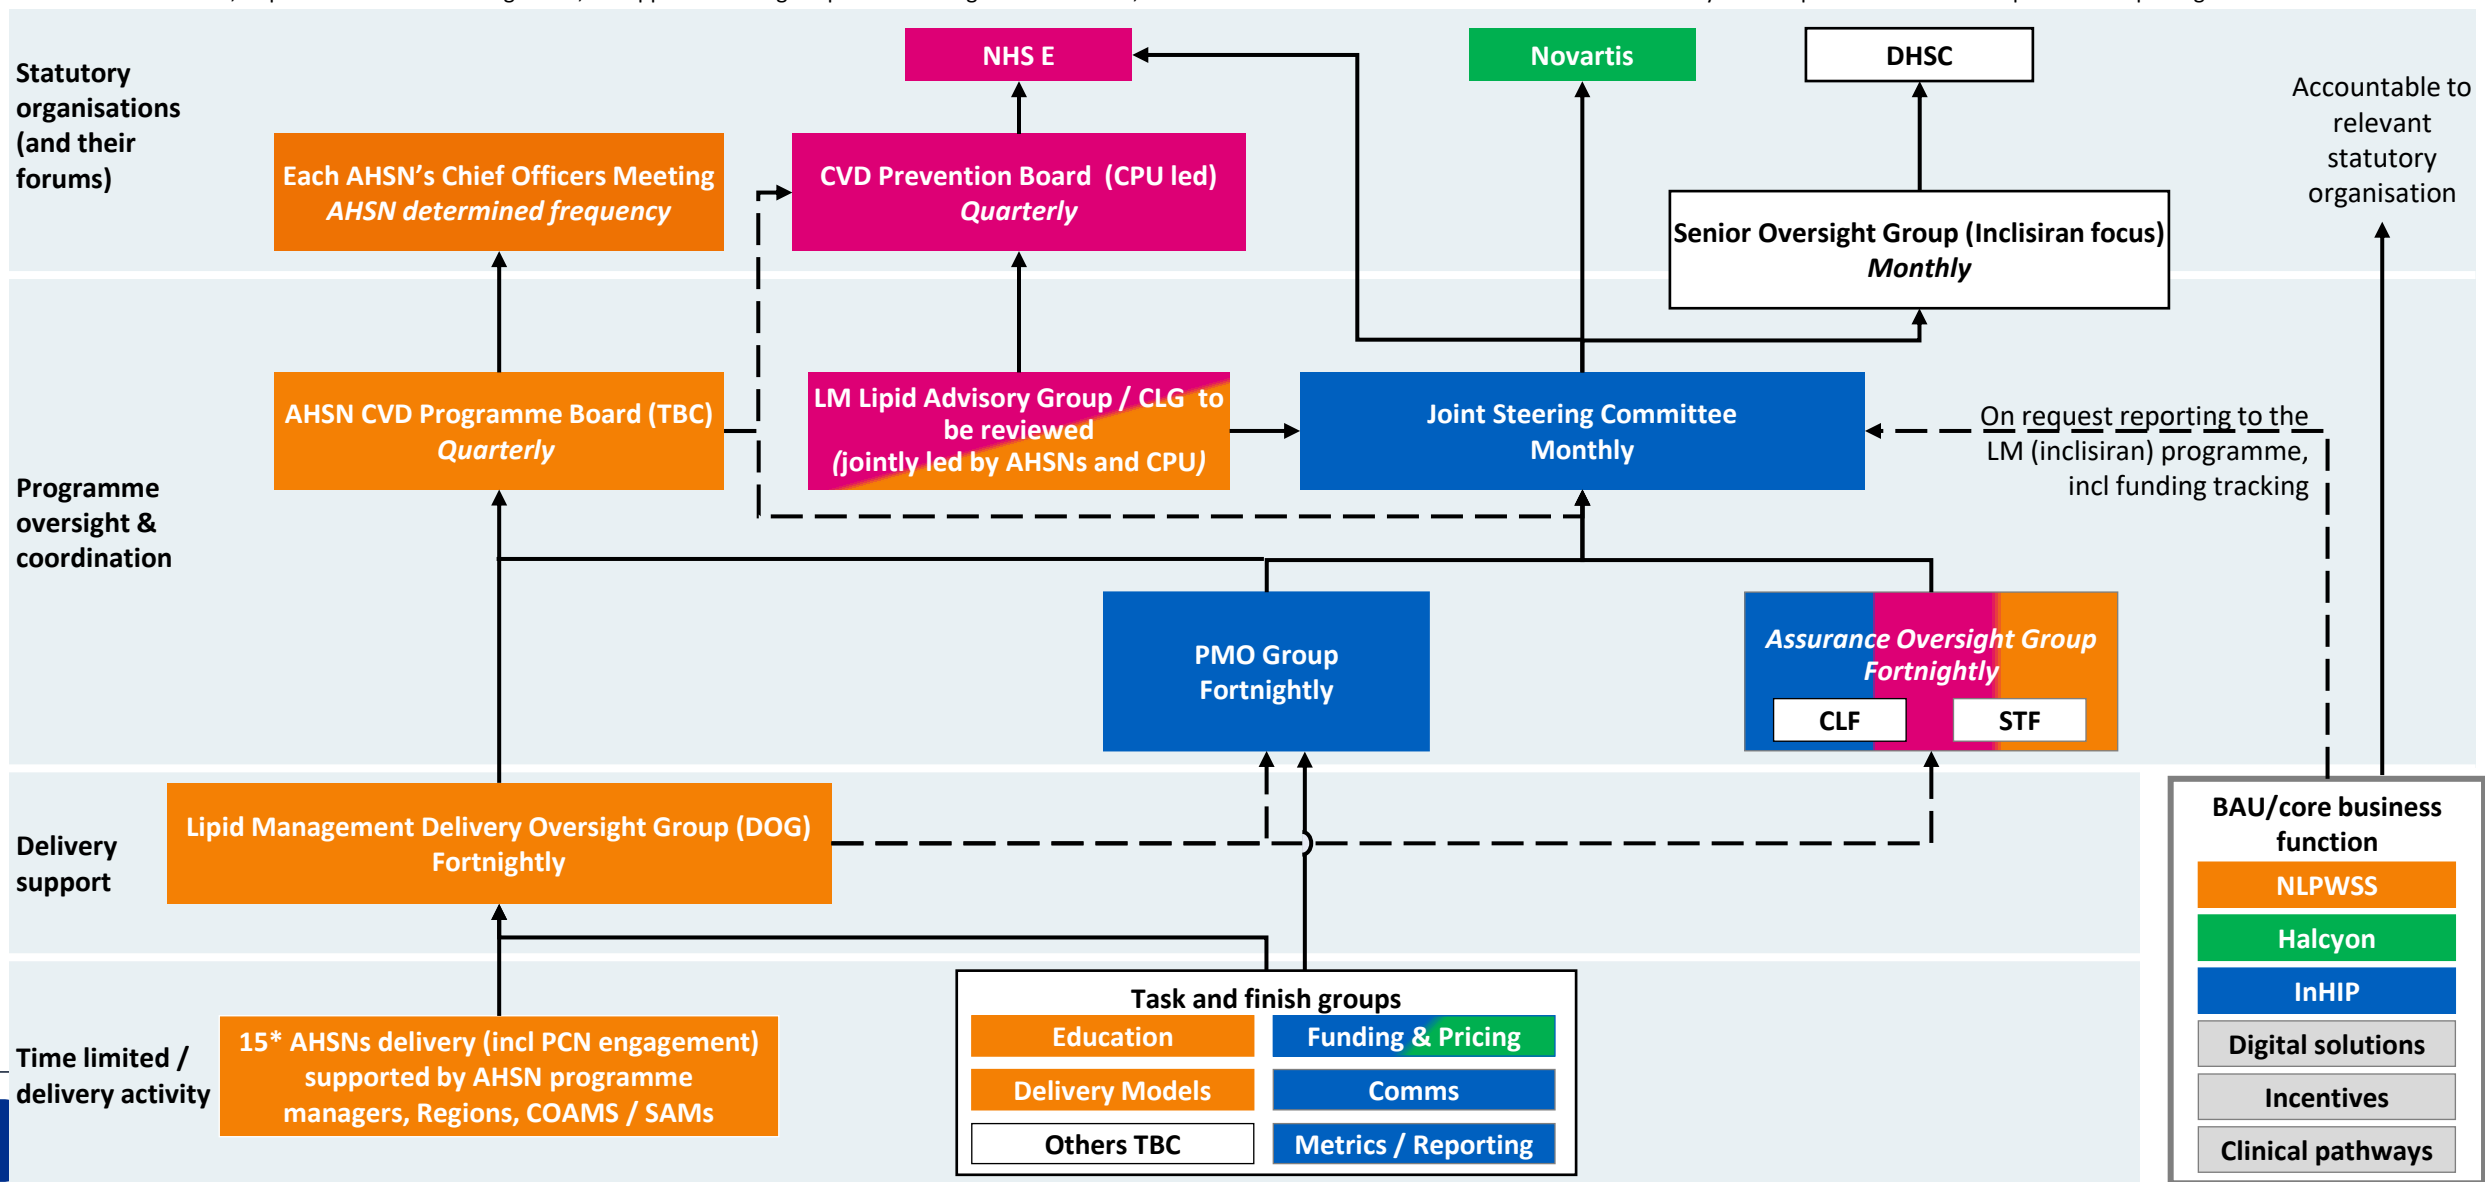 Statutory
organisations
(and their
forums)
NHS E
Novartis
DHSC
Accountable to
relevant
statutory
organisation
Each AHSN's Chief Officers Meeting
AHSN determined frequency
CVD Prevention Board (CPU led)
Quarterly
Senior Oversight Group (Inclisiran focus)
Monthly
Programme
oversight &
coordination
AHSN CVD Programme Board (TBC)
Quarterly
LM Lipid Advisory Group / CLG to
be reviewed
(jointly led by AHSNs and CPU)
Joint Steering Committee
Monthly
On request reporting to the
LM (inclisiran) programme,
incl funding tracking
PMO Group
Fortnightly
Assurance Oversight Group
Fortnightly
CLF
STF
Delivery
support
Lipid Management Delivery Oversight Group (DOG)
Fortnightly
BAU/core business
function
NLPWSS
Halcyon
InHIP
Digital solutions
Incentives
Clinical pathways
Time limited /
delivery activity
15* AHSNs delivery (incl PCN engagement)
supported by AHSN programme
managers, Regions, COAMS / SAMs
Task and finish groups
Education
Funding & Pricing
Delivery Models
Comms
Others TBC
Metrics / Reporting